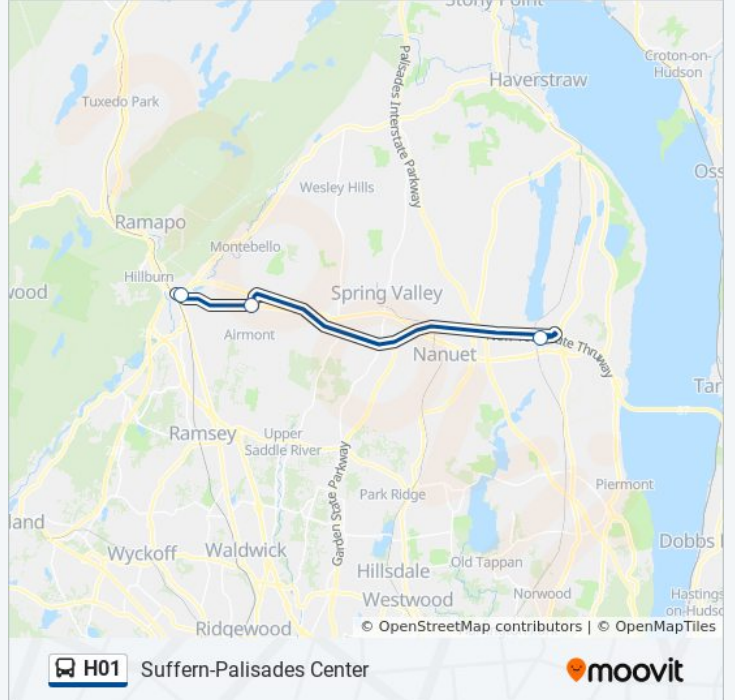 Stony Point
Croton-on-
Hudson
Haverstraw
Palisades Interstate Parkway
Tuxedo Park
Oss
Wesley Hills
Ramapo
Montebello
Hillburn
wood
Spring Valley
Airmont
ate Thruway
Nanuet
Tar
Ramsey
Upper
Saddle River
Garden State Parkway
Piermont
Park Ridge
land
Wyckoff
Waldwick
Dobbs
Old Tappan
Hillsdale
Westwood
Norwood
Hastings
on-Hudso
Ridgewood
© OpenStreetMap contributors | © OpenMapTiles
H01 Suffern-Palisades Center
moovit